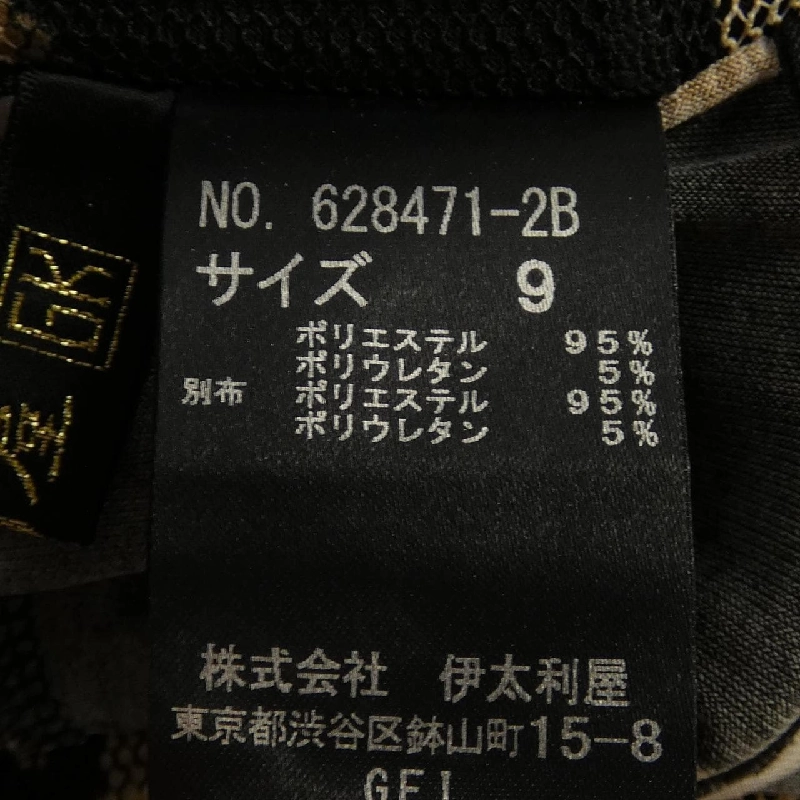 NO. 628471-2B
サイズ 9
ポリエステル 95%
ポリウレタン 5%
別布 ポリエステル 95%
ポリウレタン 5%
株式会社 伊太利屋
東京都渋谷区鉢山町15-8
GFI
GK